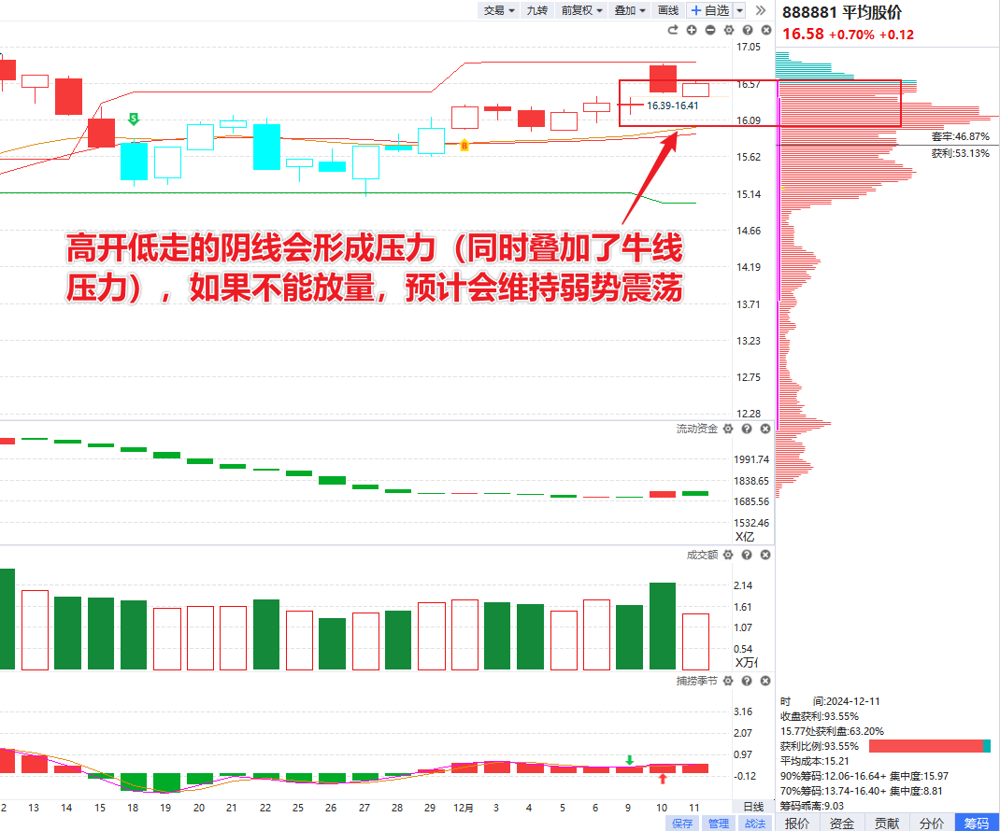 交易 九转 前复权 叠加 画线 +自选
888881 平均股价
16.58 +0.70% +0.12
17.05
16.57
16.39-16.41
16.09
套牢:46.87%
获利:53.13%
15.62
15.14
14.66
14.19
13.71
13.23
12.75
12.28
S
B
高开低走的阴线会形成压力（同时叠加了牛线
压力），如果不能放量，预计会维持弱势震荡
流动资金
1991.74
1838.65
1685.56
1532.46
X亿
成交额
2.14
1.61
1.07
0.54
X万亿
捕捞季节
3.16
2.07
0.97
-0.12
时 间:2024-12-11
收盘获利:93.55%
15.77处获利盘:63.20%
获利比例:93.55%
平均成本:15.21
90%筹码:12.06-16.64+ 集中度:15.97
70%筹码:13.74-16.40+ 集中度:8.81
筹码乖离:9.03
2 13 14 15 18 19 20 21 22 25 26 27 28 29 12月 3 4 5 6 9 10 11 日线
保存 管理 战法 报价 资金 贡献 分价 筹码